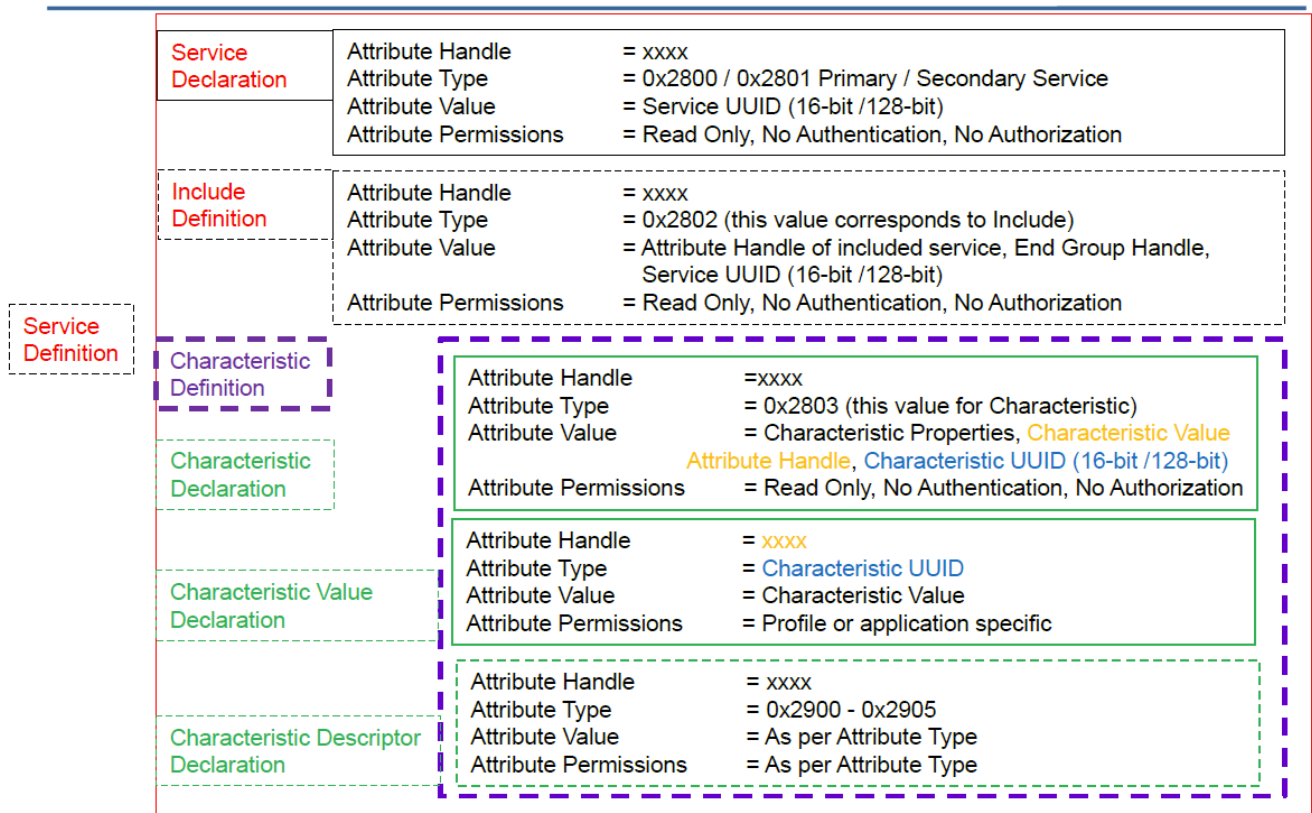 Service
Declaration
Attribute Handle = xxxx
Attribute Type = 0x2800 / 0x2801 Primary / Secondary Service
Attribute Value = Service UUID (16-bit /128-bit)
Attribute Permissions = Read Only, No Authentication, No Authorization
Include
Definition
Attribute Handle = xxxx
Attribute Type = 0x2802 (this value corresponds to Include)
Attribute Value = Attribute Handle of included service, End Group Handle,
Service UUID (16-bit /128-bit)
Attribute Permissions = Read Only, No Authentication, No Authorization
Service
Definition
Characteristic
Definition
Characteristic
Declaration
Attribute Handle =xxxx
Attribute Type = 0x2803 (this value for Characteristic)
Attribute Value = Characteristic Properties, Characteristic Value
Attribute Handle, Characteristic UUID (16-bit /128-bit)
Attribute Permissions = Read Only, No Authentication, No Authorization
Characteristic Value
Declaration
Attribute Handle = xxxx
Attribute Type = Characteristic UUID
Attribute Value = Characteristic Value
Attribute Permissions = Profile or application specific
Characteristic Descriptor
Declaration
Attribute Handle = xxxx
Attribute Type = 0x2900 - 0x2905
Attribute Value = As per Attribute Type
Attribute Permissions = As per Attribute Type